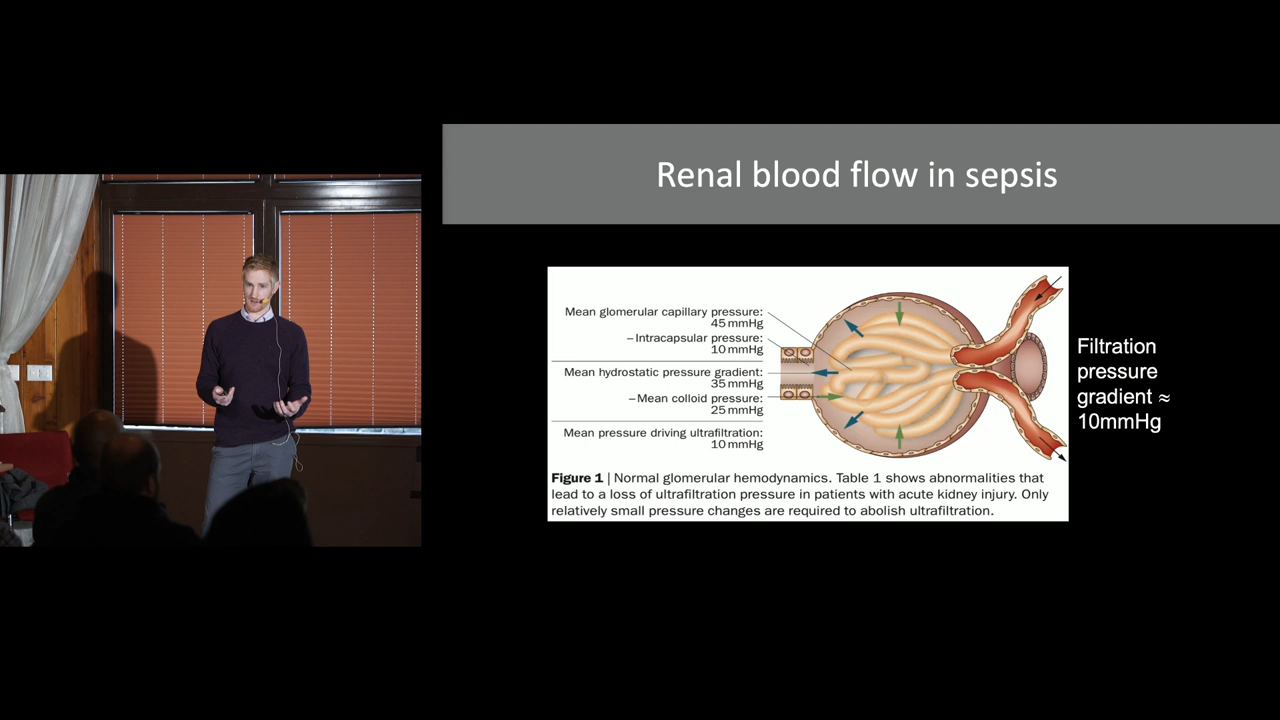 Renal blood flow in sepsis
Mean glomerular capillary pressure:
45 mmHg
– Intracapsular pressure:
10 mmHg
Mean hydrostatic pressure gradient:
35 mmHg
– Mean colloid pressure:
25 mmHg
Mean pressure driving ultrafiltration:
10 mmHg
Figure 1 | Normal glomerular hemodynamics. Table 1 shows abnormalities that
lead to a loss of ultrafiltration pressure in patients with acute kidney injury. Only
relatively small pressure changes are required to abolish ultrafiltration.
Filtration
pressure
gradient ≈
10mmHg